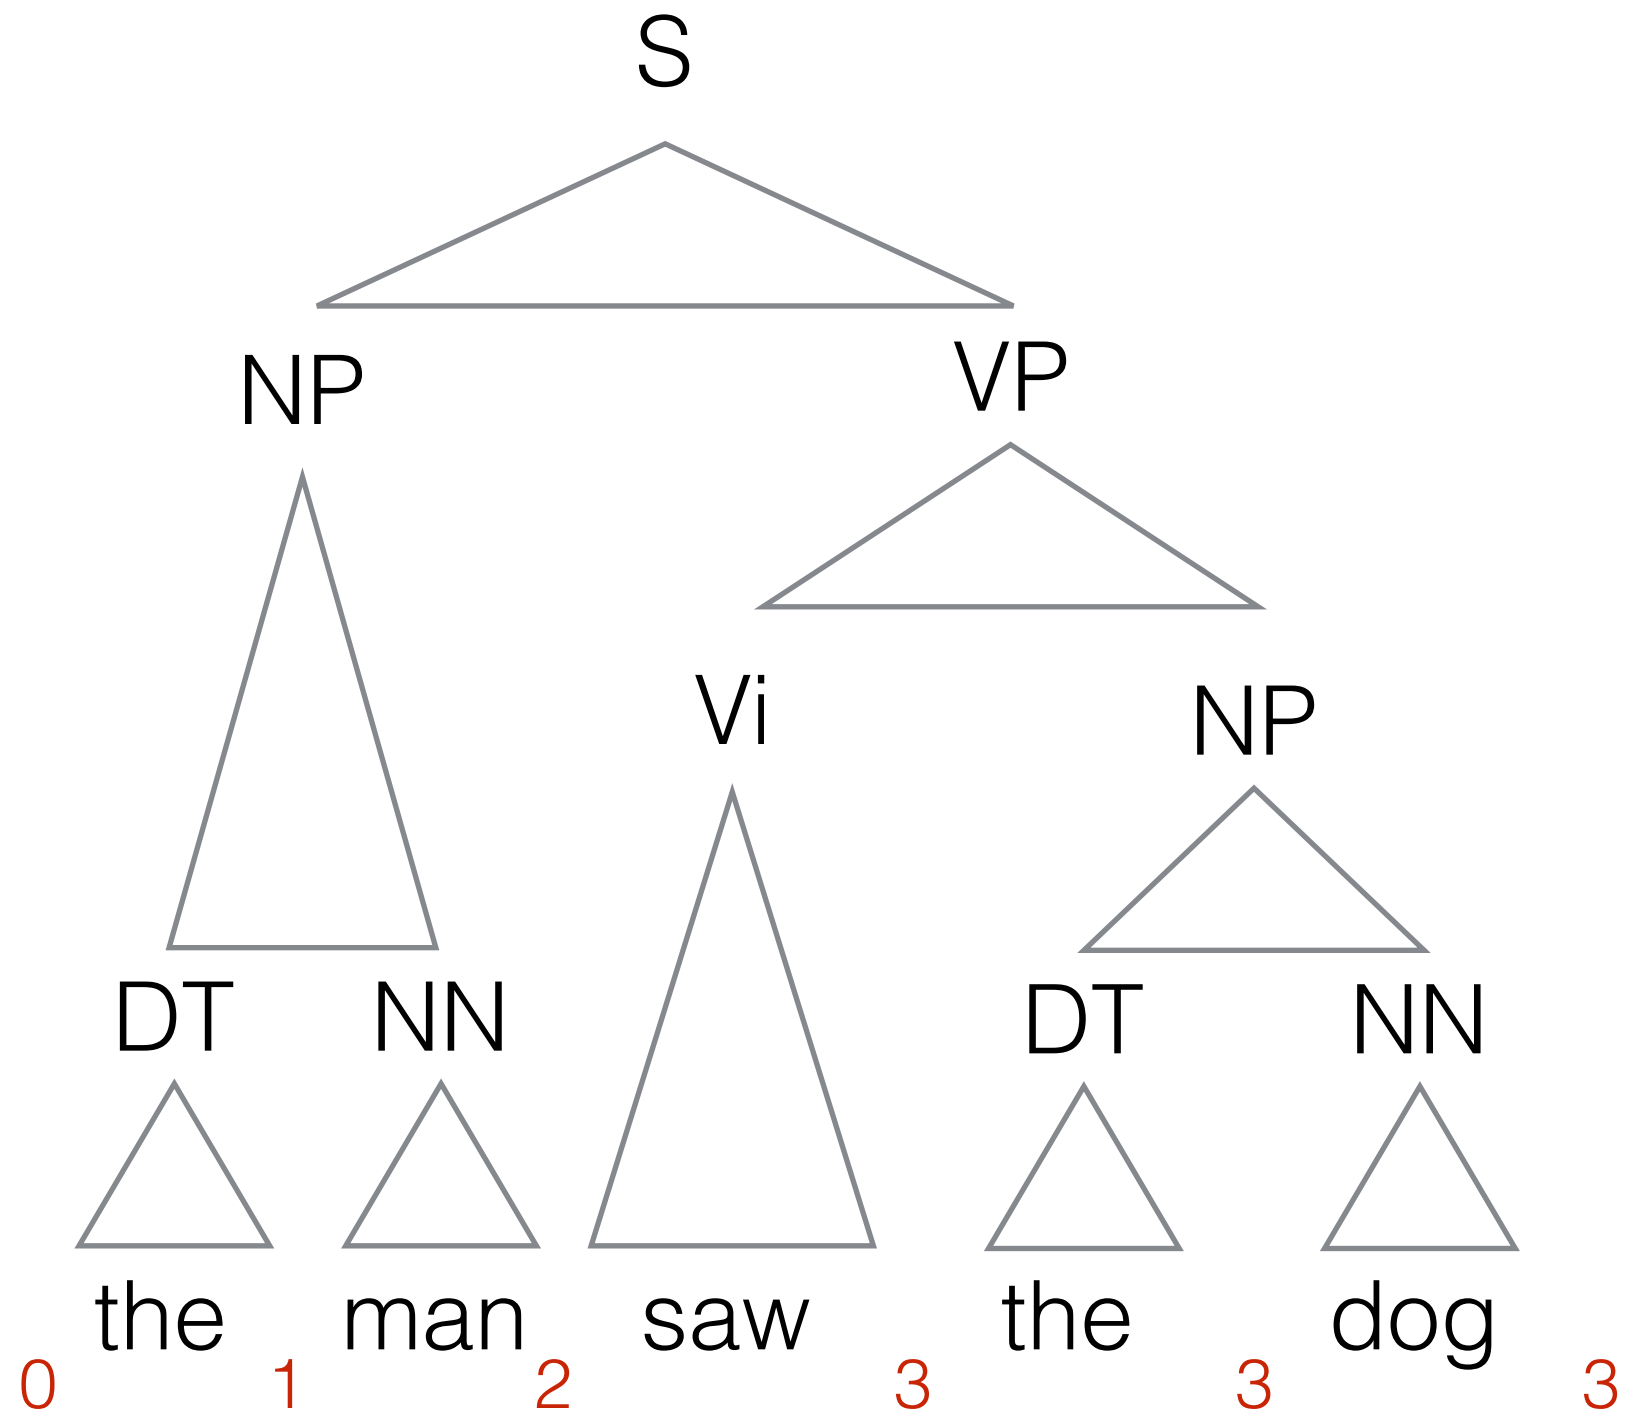 S
NP VP
Vi NP
DT NN DT NN
the man saw the dog
0 1 2 3 3 3